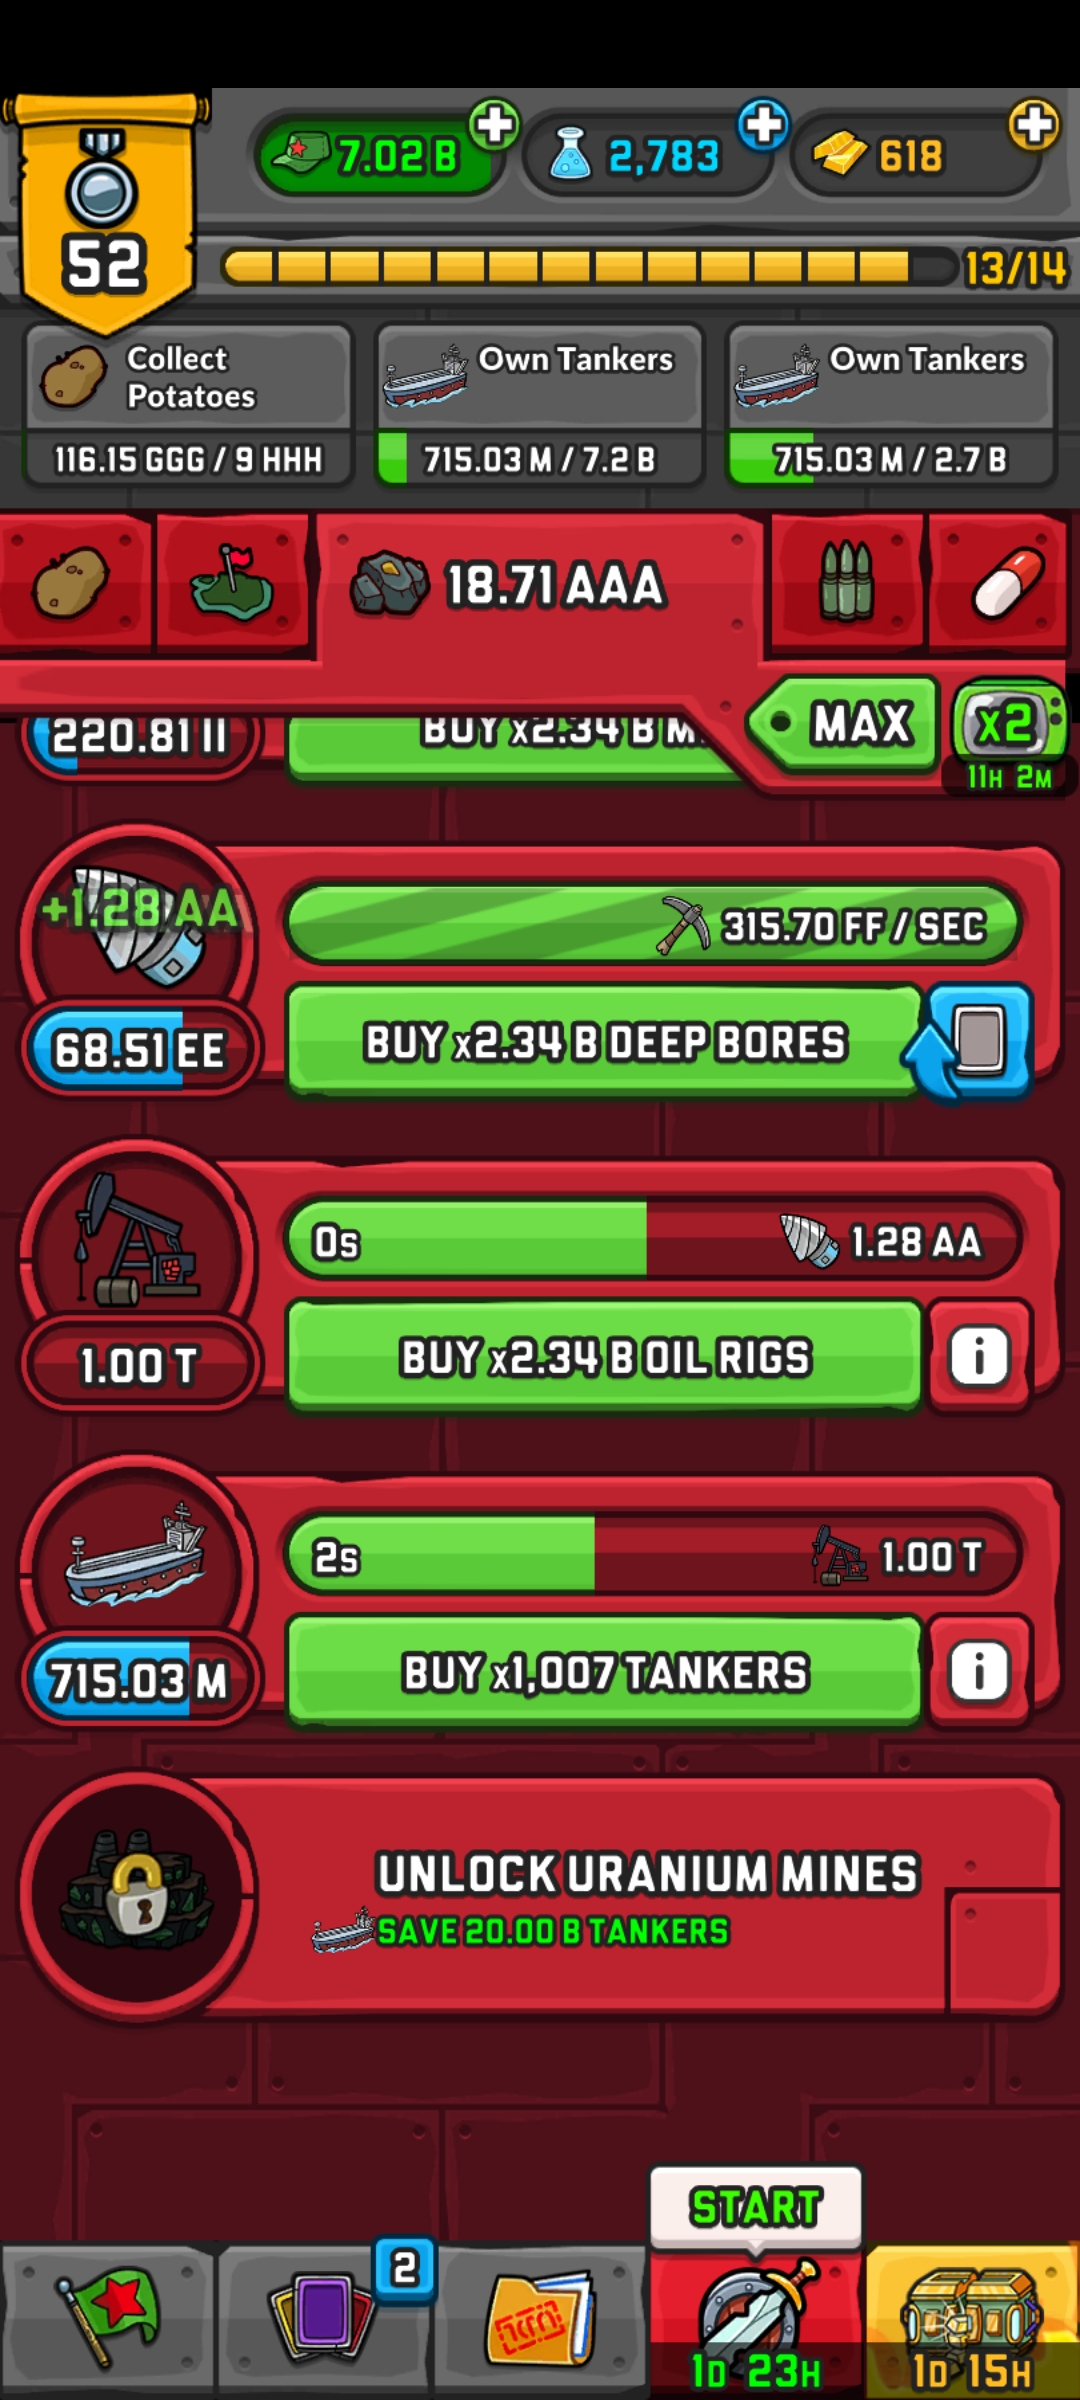 52
7.02 B
2,783
618
13/14
Collect
Potatoes
116.15 GGG / 9 HHH
Own Tankers
715.03 M / 7.2 B
Own Tankers
715.03 M / 2.7 B
18.71 AAA
MAX
x2
11H 2M
220.81 II
BUY x2.34 B M
+1.28 AA
315.70 FF / SEC
68.51 EE
BUY x2.34 B DEEP BORES
0s
1.28 AA
1.00 T
BUY x2.34 B OIL RIGS
i
2s
1.00 T
715.03 M
BUY x1,007 TANKERS
i
UNLOCK URANIUM MINES
SAVE 20.00 B TANKERS
START
2
1D 23H
1D 15H